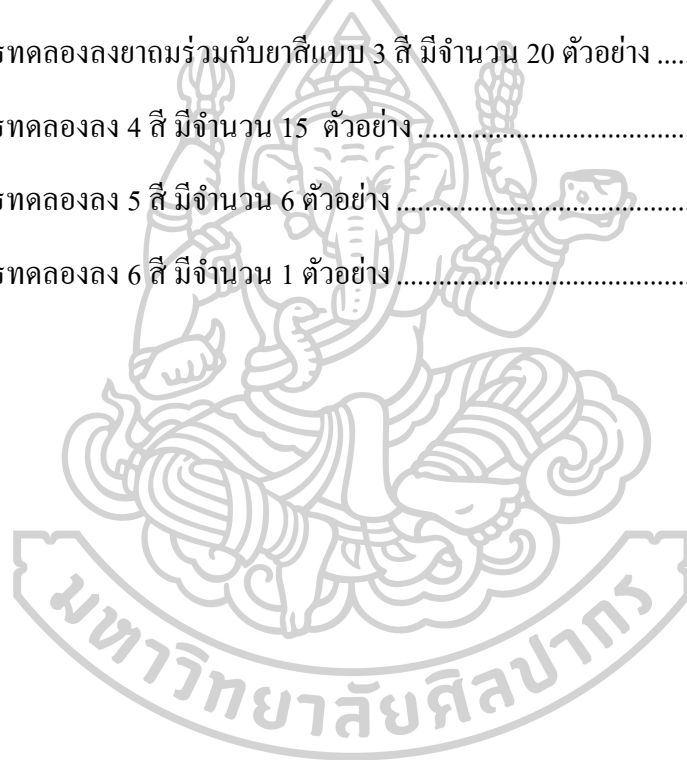 รทดลองลงยาถมร่วมกับยาสีแบบ 3 สี มีจำนวน 20 ตัวอย่าง .....
รทดลองลง 4 สี มีจำนวน 15 ตัวอย่าง ..........................................
รทดลองลง 5 สี มีจำนวน 6 ตัวอย่าง .............................................
รทดลองลง 6 สี มีจำนวน 1 ตัวอย่าง .............................................
มหาวิทยาลัยศิลปากร